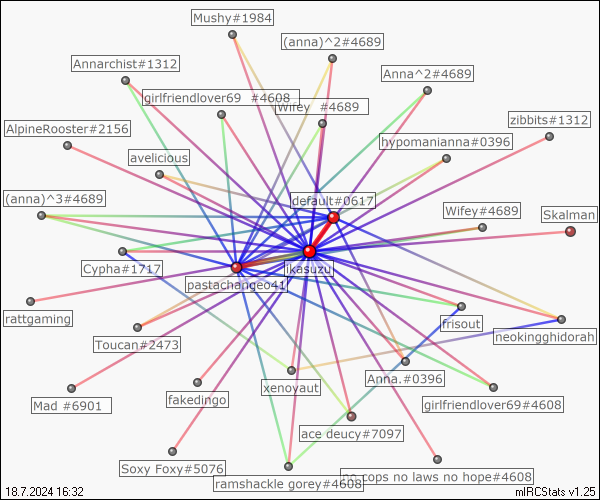 Mushy#1984
(anna)^2#4689
Annarchist#1312
Anna^2#4689
girlfriendlover69 #4608
Wifey #4689
zibbits#1312
AlpineRooster#2156
hypomanianna#0396
avelicious
default#0617
(anna)^3#4689
Wifey#4689
Skalman
Cypha#1717
likasuzu
pastachangeo41
rattgaming
frisout
neokingghidorah
Toucan#2473
Anna.#0396
xenoyaut
girlfriendlover69#4608
Mad #6901
fakedingo
ace deucy#7097
Soxy Foxy#5076
no cops no laws no hope#4608
ramshackle gorey#4608
18.7.2024 16:32
mIRCStats v1.25